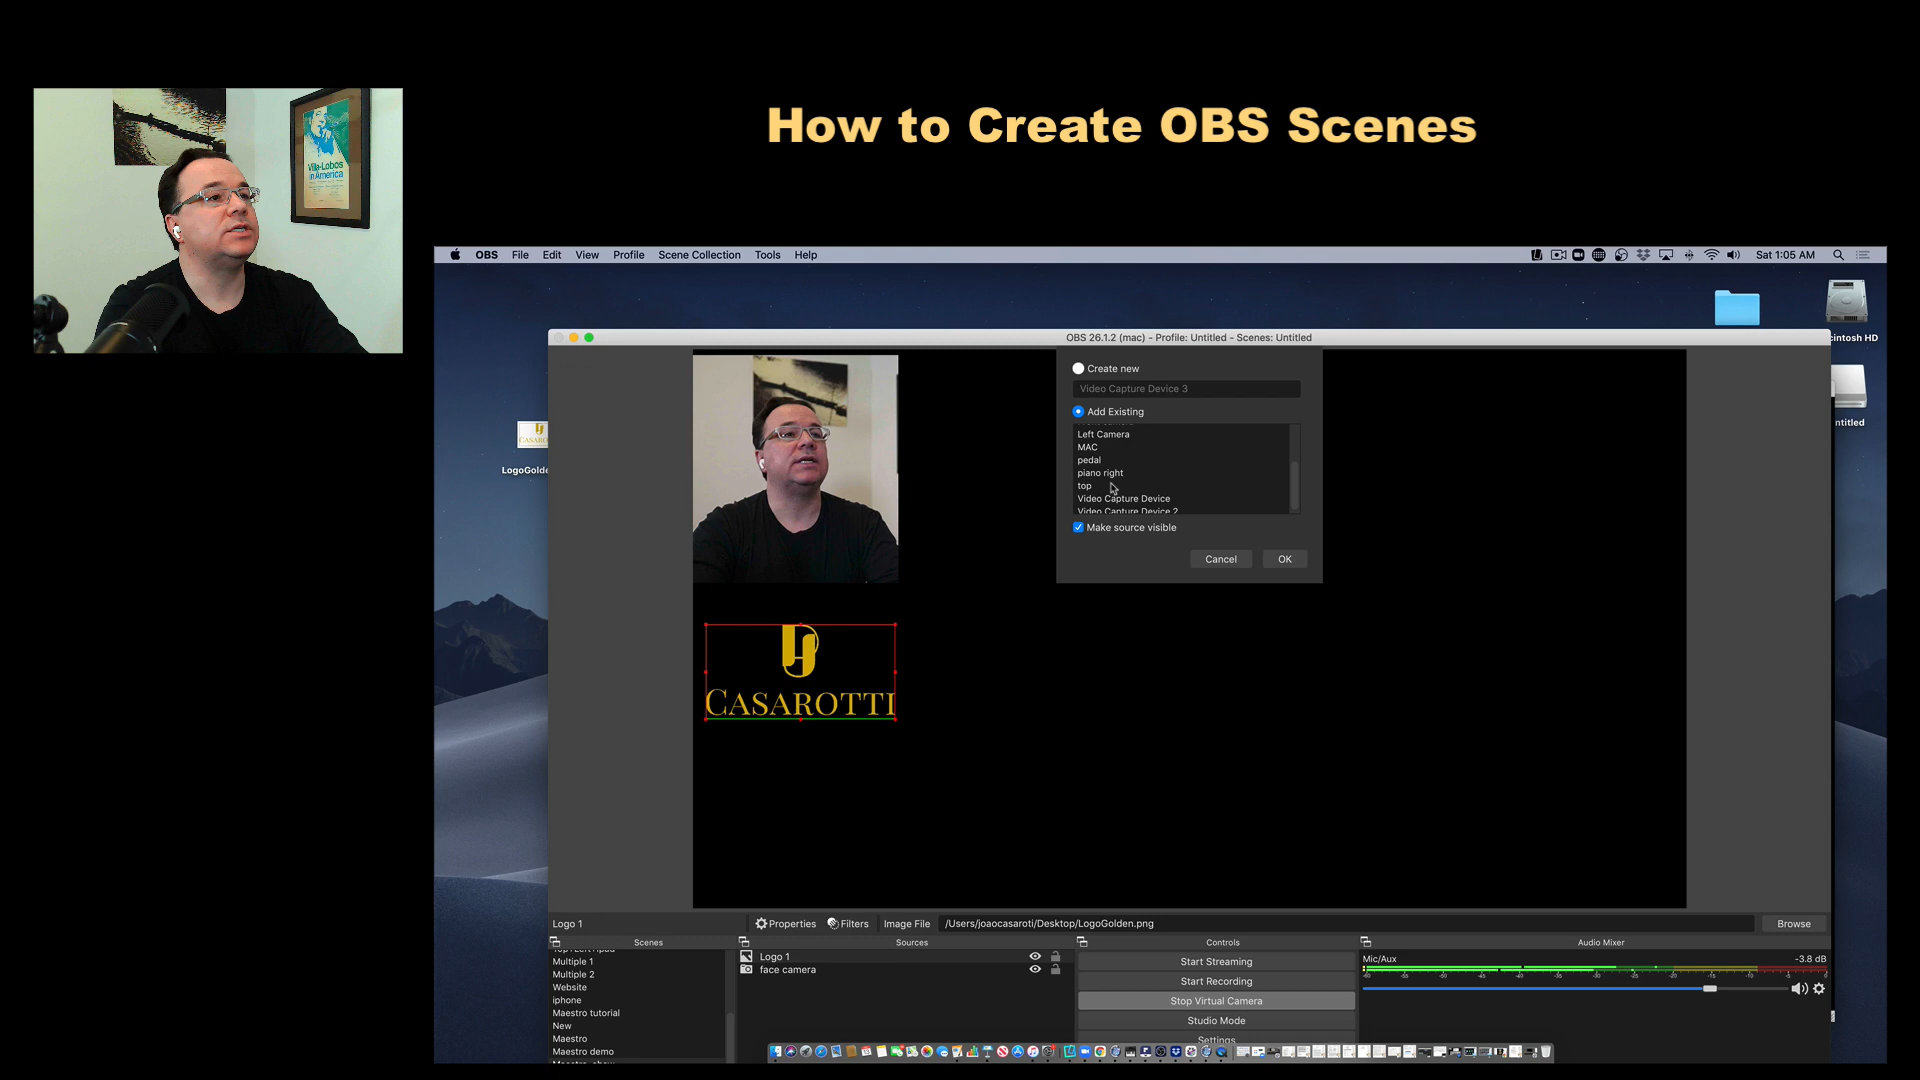 How to Create OBS Scenes
Villa-Lobos
in America
OBS File Edit View Profile Scene Collection Tools Help
Sat 1:05 AM
OBS 26.1.2 (mac) - Profile: Untitled - Scenes: Untitled
Create new
Video Capture Device 3
Add Existing
Left Camera
MAC
pedal
piano right
top
Video Capture Device
Video Capture Device 2
Make source visible
Cancel OK
CASAROTTI
Logo 1 Properties Filters Image File /Users/joaocasaroti/Desktop/LogoGolden.png Browse
Scenes Sources Controls Audio Mixer
Multiple 1
Multiple 2
Website
iphone
Maestro tutorial
New
Maestro
Maestro demo
Logo 1
face camera
Start Streaming
Start Recording
Stop Virtual Camera
Studio Mode
Settings
Mic/Aux -3.8 dB